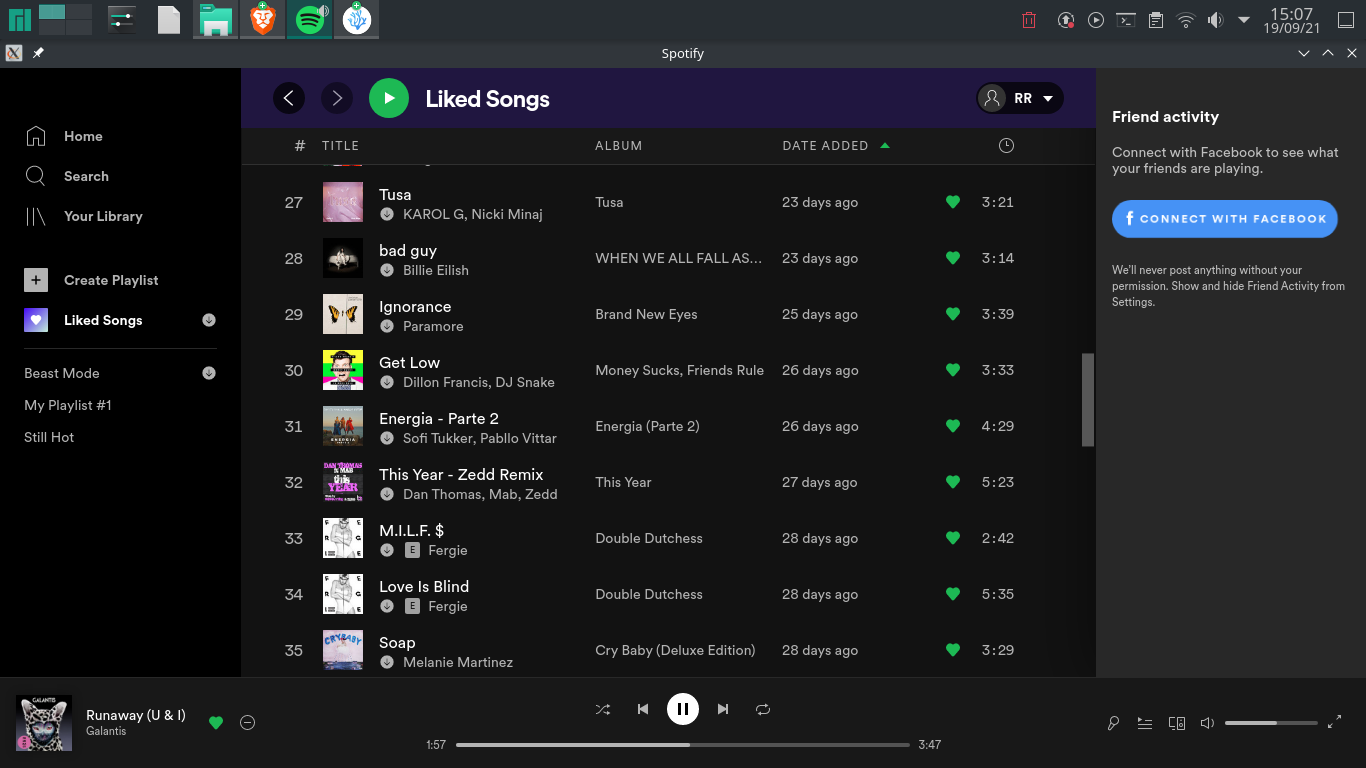 15:07
19/09/21
Spotify
Home
Search
Your Library
Create Playlist
Liked Songs
Beast Mode
My Playlist #1
Still Hot
Liked Songs
RR
# TITLE ALBUM DATE ADDED
27 Tusa Tusa 23 days ago 3:21
KAROL G, Nicki Minaj
28 bad guy WHEN WE ALL FALL AS... 23 days ago 3:14
Billie Eilish
29 Ignorance Brand New Eyes 25 days ago 3:39
Paramore
30 Get Low Money Sucks, Friends Rule 26 days ago 3:33
Dillon Francis, DJ Snake
31 Energia - Parte 2 Energia (Parte 2) 26 days ago 4:29
Sofi Tukker, Pabllo Vittar
32 This Year - Zedd Remix This Year 27 days ago 5:23
Dan Thomas, Mab, Zedd
33 M.I.L.F. $ Double Dutchess 28 days ago 2:42
E Fergie
34 Love Is Blind Double Dutchess 28 days ago 5:35
E Fergie
35 Soap Cry Baby (Deluxe Edition) 28 days ago 3:29
Melanie Martinez
Friend activity
Connect with Facebook to see what
your friends are playing.
CONNECT WITH FACEBOOK
We'll never post anything without your
permission. Show and hide Friend Activity from
Settings.
GALANTIS
Runaway (U & I)
Galantis
1:57
3:47